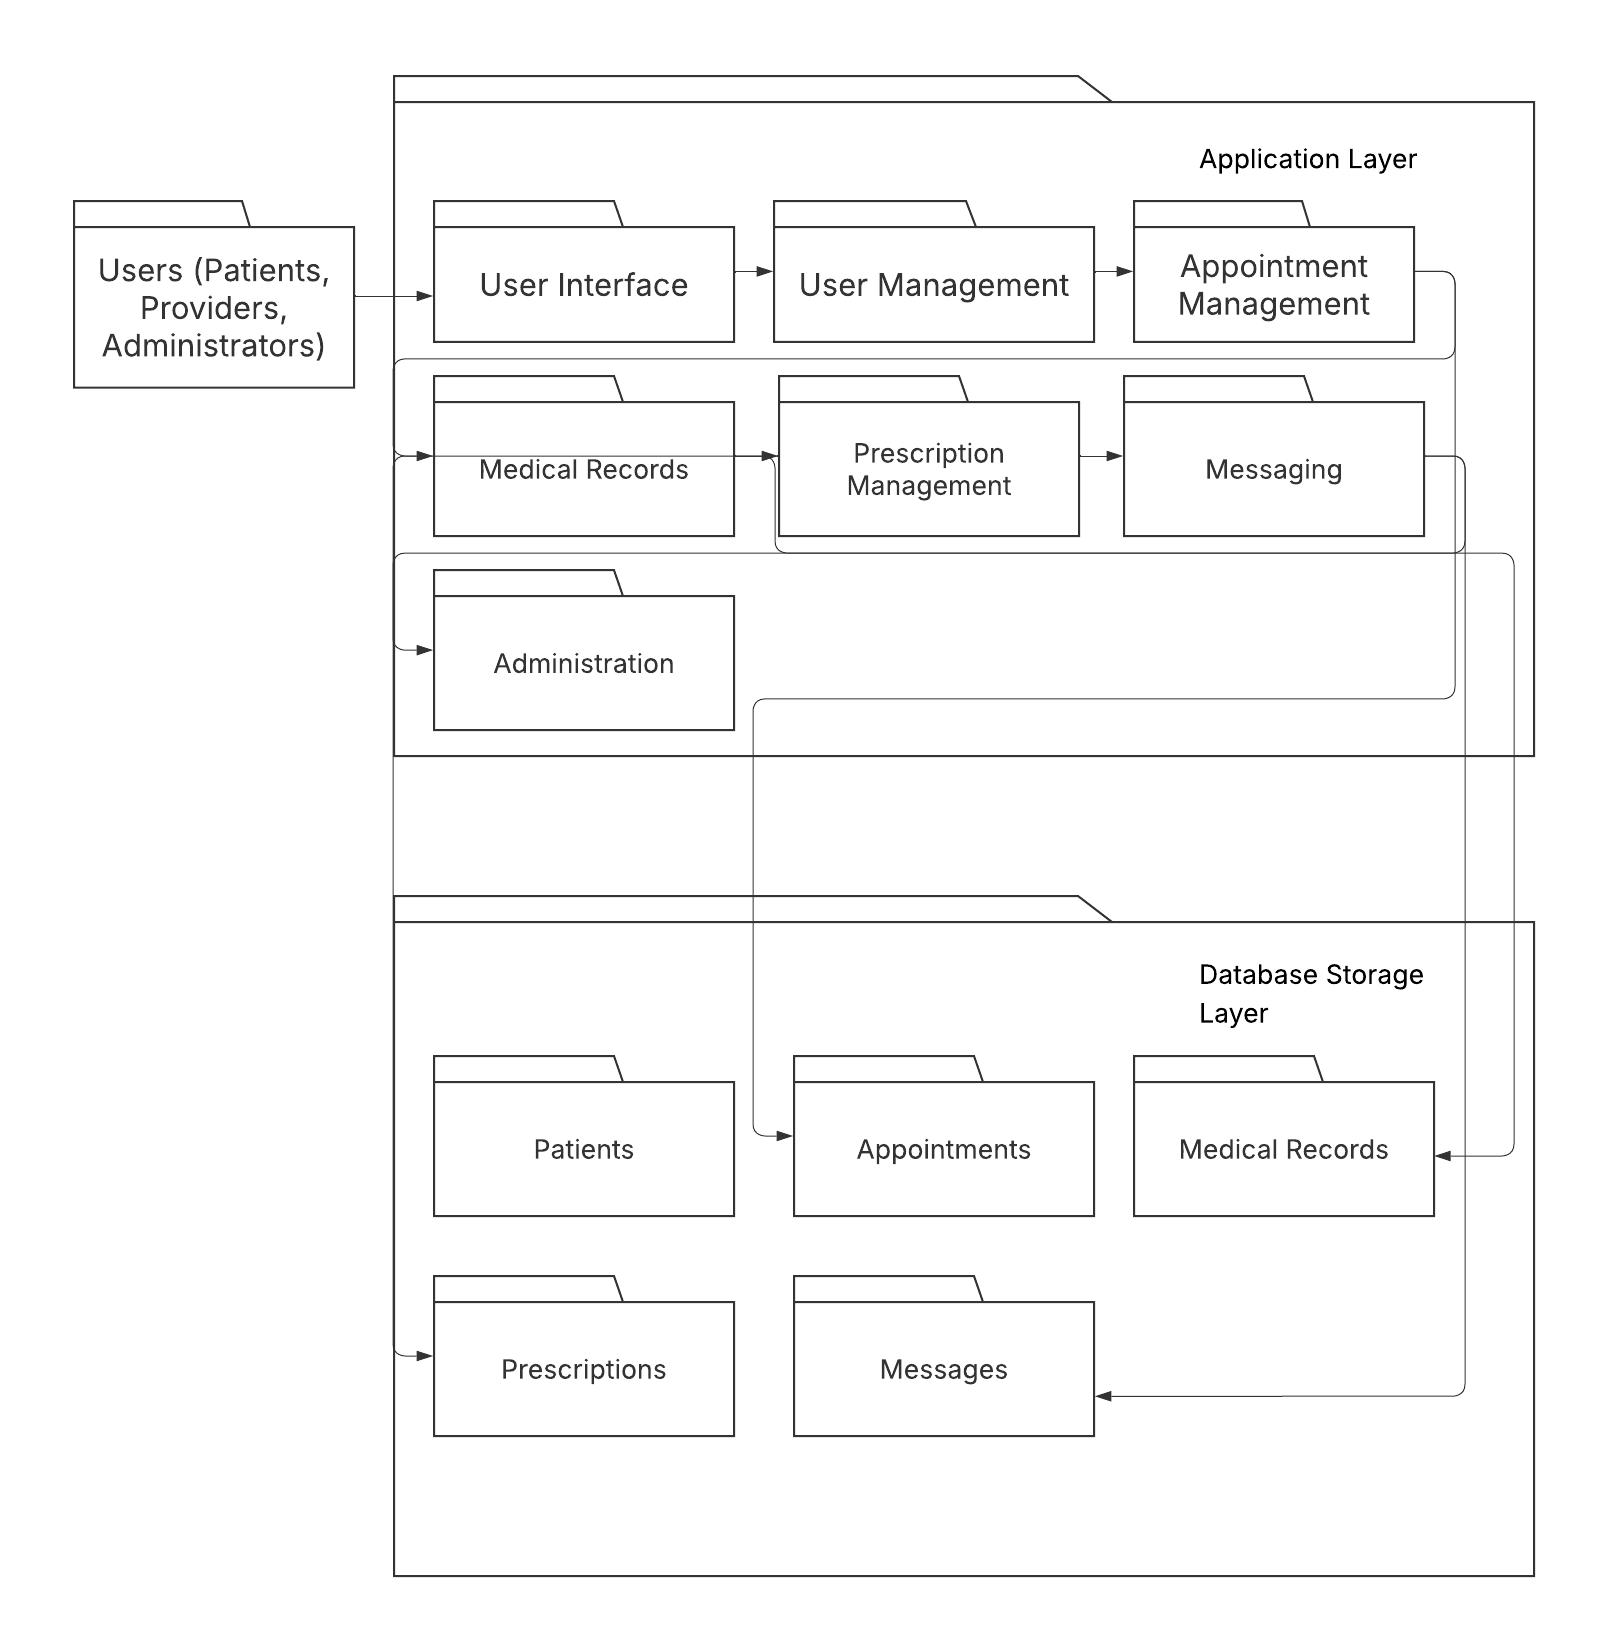 Application Layer
Users (Patients,
Providers,
Administrators)
User Interface
User Management
Appointment
Management
Medical Records
Prescription
Management
Messaging
Administration
Database Storage
Layer
Patients
Appointments
Medical Records
Prescriptions
Messages